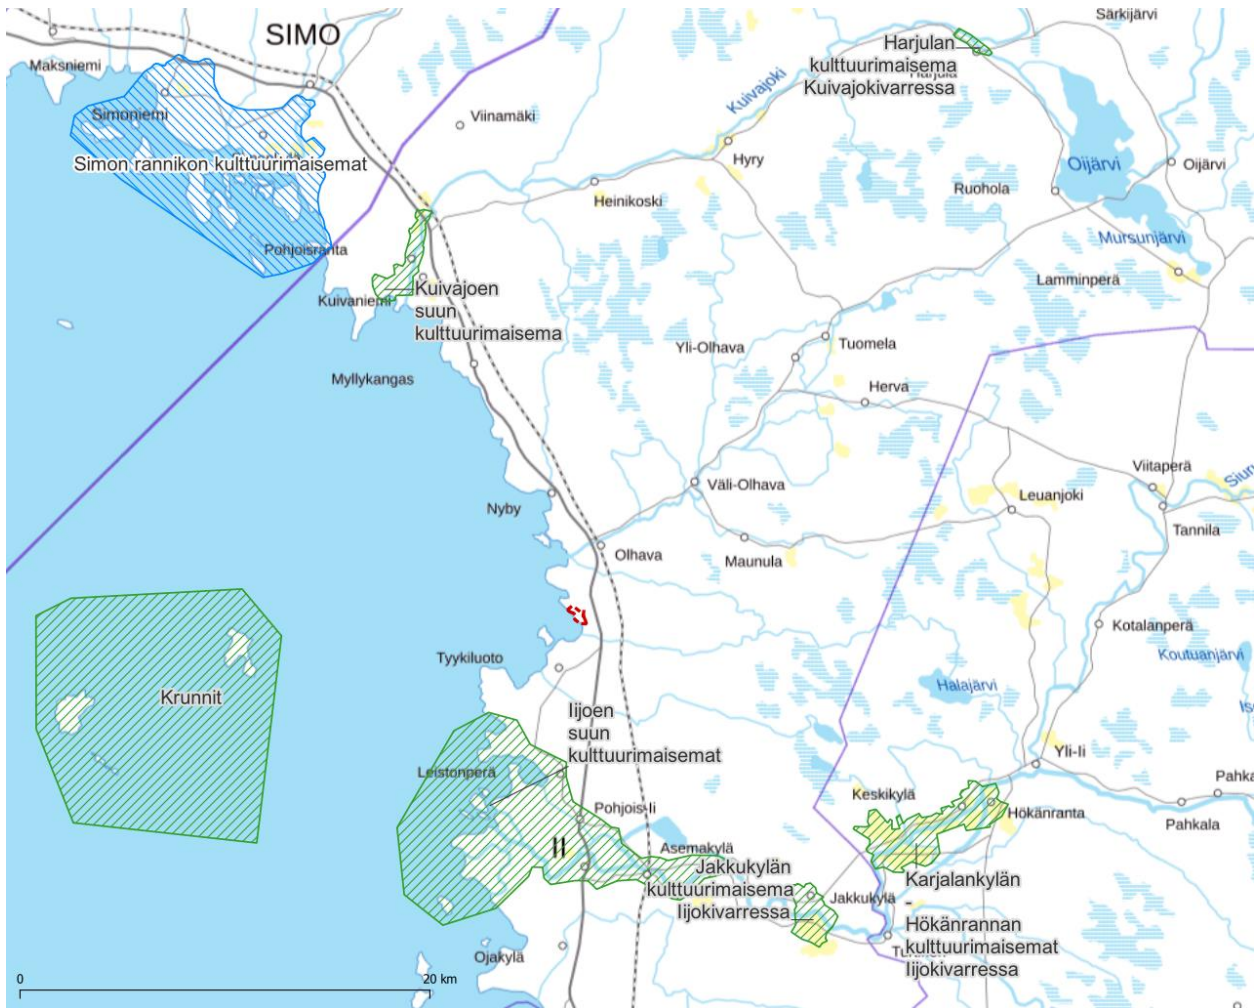 SIMO
Särkijärvi
Maksniemi
Harjulan
kulttuurimaisema
Kuivajokivarressa
Harjula
Kuivajoki
Simoniemi
Viinamäki
Hyry
Simon rannikon kulttuurimaisemat
Oijärvi
Oijärvi
Ruohola
Heinikoski
Pohjoisranta
Mursunjärvi
Lamminperä
Kuivaniemi
Kuivajoen
suun
kulttuurimaisema
Yli-Olhava
Tuomela
Myllykangas
Herva
Viitaperä
Väli-Olhava
Leuanjoki
Nyby
Tannila
Olhava
Maunula
Kotalanperä
Koutuanjärvi
Tyykiluoto
Halajärvi
Krunnit
Iijoen
suun
kulttuurimaisemat
Yli-Ii
Leistonperä
Keskikylä
Pohjois-Ii
Hökänranta
Pahkala
II
Asemakylä
Jakkukylän
kulttuurimaisema
Iijokivarressa
Jakkukylä
Karjalankylän
-
Hökänrannan
kulttuurimaisemat
Iijokivarressa
Ojakylä
0
20 km